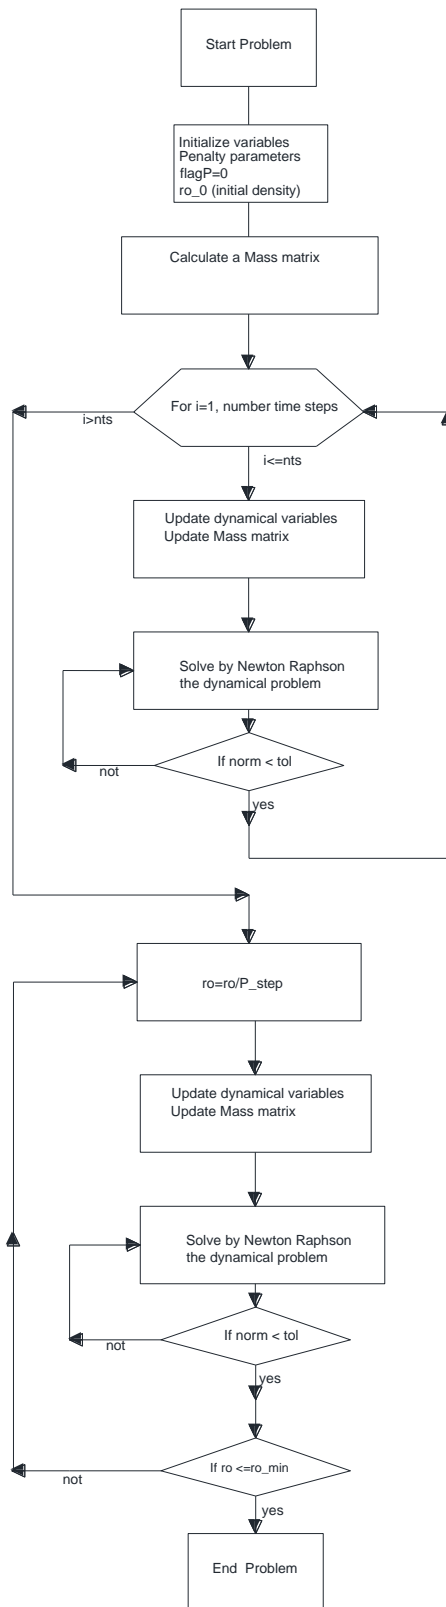 Start Problem
Initialize variables
Penalty parameters
flagP=0
ro_0 (initial density)
Calculate a Mass matrix
For i=1, number time steps
i>nts
i<=nts
Update dynamical variables
Update Mass matrix
Solve by Newton Raphson
the dynamical problem
If norm < tol
not
yes
ro=ro/P_step
Update dynamical variables
Update Mass matrix
Solve by Newton Raphson
the dynamical problem
If norm < tol
not
yes
If ro <=ro_min
not
yes
End  Problem